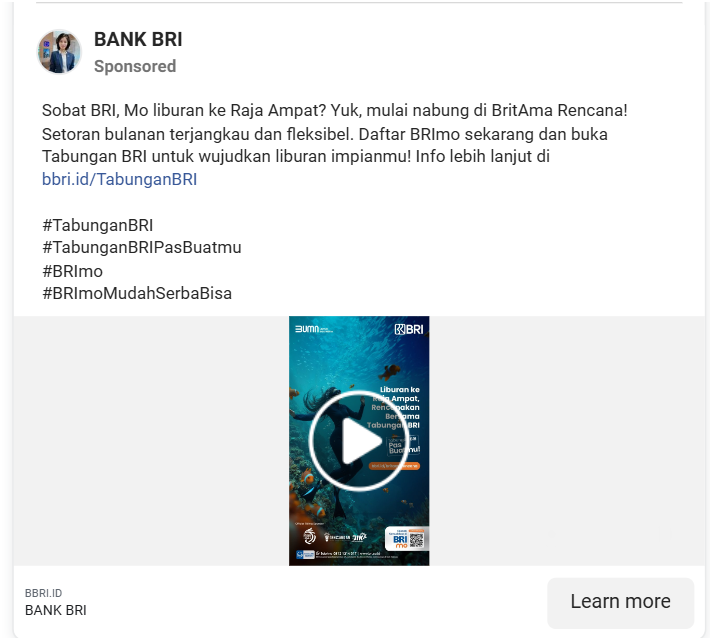 BANK BRI
Sponsored
Sobat BRI, Mo liburan ke Raja Ampat? Yuk, mulai nabung di BritAma Rencana!
Setoran bulanan terjangkau dan fleksibel. Daftar BRImo sekarang dan buka
Tabungan BRI untuk wujudkan liburan impianmu! Info lebih lanjut di
bbri.id/TabunganBRI
#TabunganBRI
#TabunganBRIPasBuatmu
#BRImo
#BRImoMudahSerbaBisa
BUMN
BRI
Liburan ke
Raja Ampat,
Rencanakan
Bersama
Tabungan BRI
Pas
Buatmu!
BRI
mo
BBRI.ID
BANK BRI
Learn more